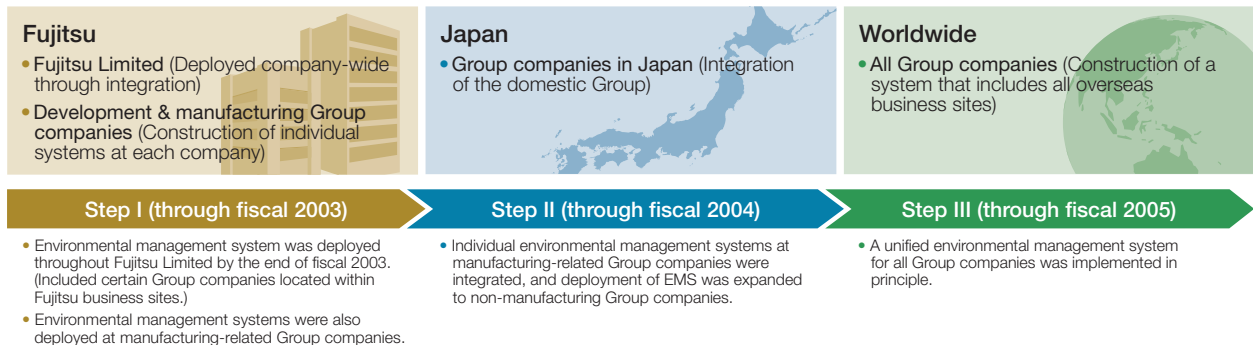 Fujitsu
• Fujitsu Limited (Deployed company-wide
through integration)
• Development & manufacturing Group
companies (Construction of individual
systems at each company)
Japan
• Group companies in Japan (Integration
of the domestic Group)
Worldwide
• All Group companies (Construction of a
system that includes all overseas
business sites)
Step I (through fiscal 2003)
Step II (through fiscal 2004)
Step III (through fiscal 2005)
• Environmental management system was deployed
throughout Fujitsu Limited by the end of fiscal 2003.
(Included certain Group companies located within
Fujitsu business sites.)
• Environmental management systems were also
deployed at manufacturing-related Group companies.
• Individual environmental management systems at
manufacturing-related Group companies were
integrated, and deployment of EMS was expanded
to non-manufacturing Group companies.
• A unified environmental management system
for all Group companies was implemented in
principle.